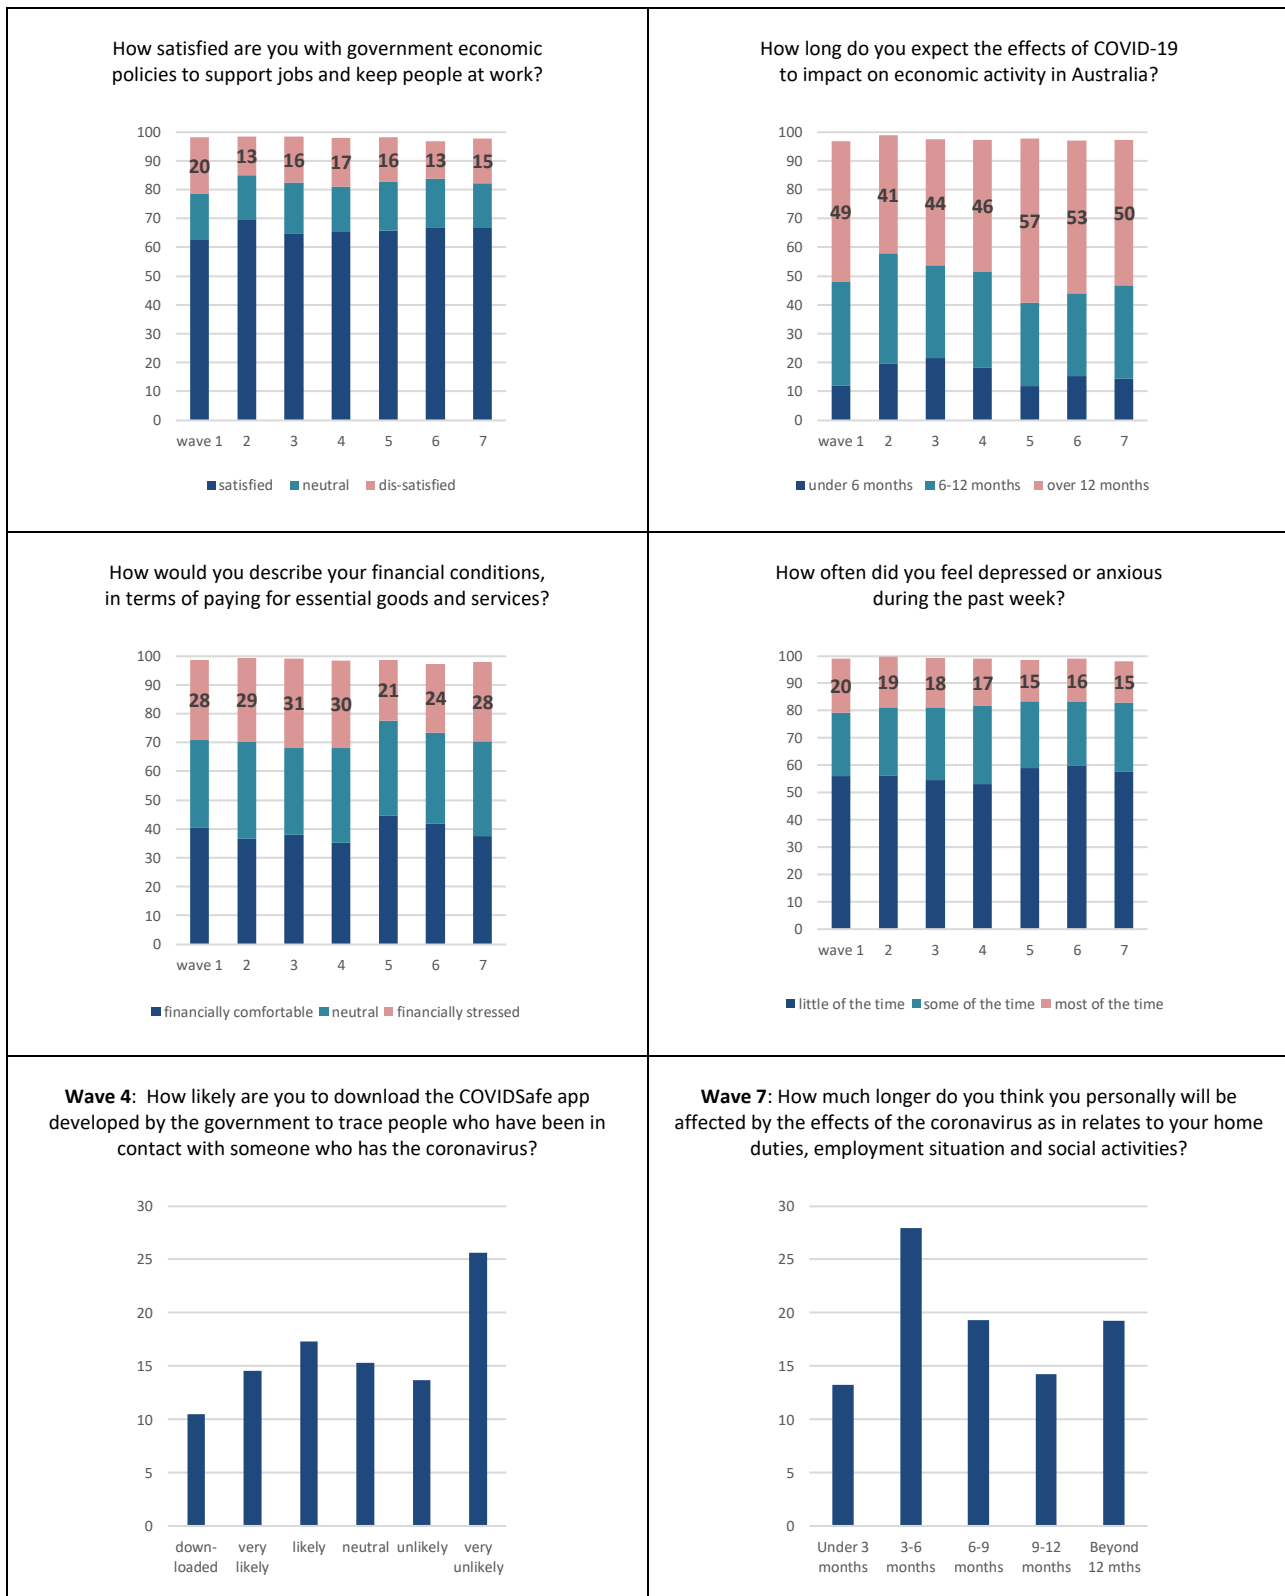 How satisfied are you with government economic
policies to support jobs and keep people at work?
100
90
80
70
60
50
40
30
20
10
0
20
13
16
17
16
13
15
wave 1
2
3
4
5
6
7
satisfied neutral dis-satisfied
How long do you expect the effects of COVID-19
to impact on economic activity in Australia?
100
90
80
70
60
50
40
30
20
10
0
49
41
44
46
57
53
50
wave 1
2
3
4
5
6
7
under 6 months 6-12 months over 12 months
How would you describe your financial conditions,
in terms of paying for essential goods and services?
100
90
80
70
60
50
40
30
20
10
0
28
29
31
30
21
24
28
wave 1
2
3
4
5
6
7
financially comfortable neutral financially stressed
How often did you feel depressed or anxious
during the past week?
100
90
80
70
60
50
40
30
20
10
0
20
19
18
17
15
16
15
wave 1
2
3
4
5
6
7
little of the time some of the time most of the time
Wave 4: How likely are you to download the COVIDSafe app
developed by the government to trace people who have been in
contact with someone who has the coronavirus?
30
25
20
15
10
5
0
down-
loaded
very
likely
likely
neutral
unlikely
very
unlikely
Wave 7: How much longer do you think you personally will be
affected by the effects of the coronavirus as in relates to your home
duties, employment situation and social activities?
30
25
20
15
10
5
0
Under 3
months
3-6
months
6-9
months
9-12
months
Beyond
12 mths